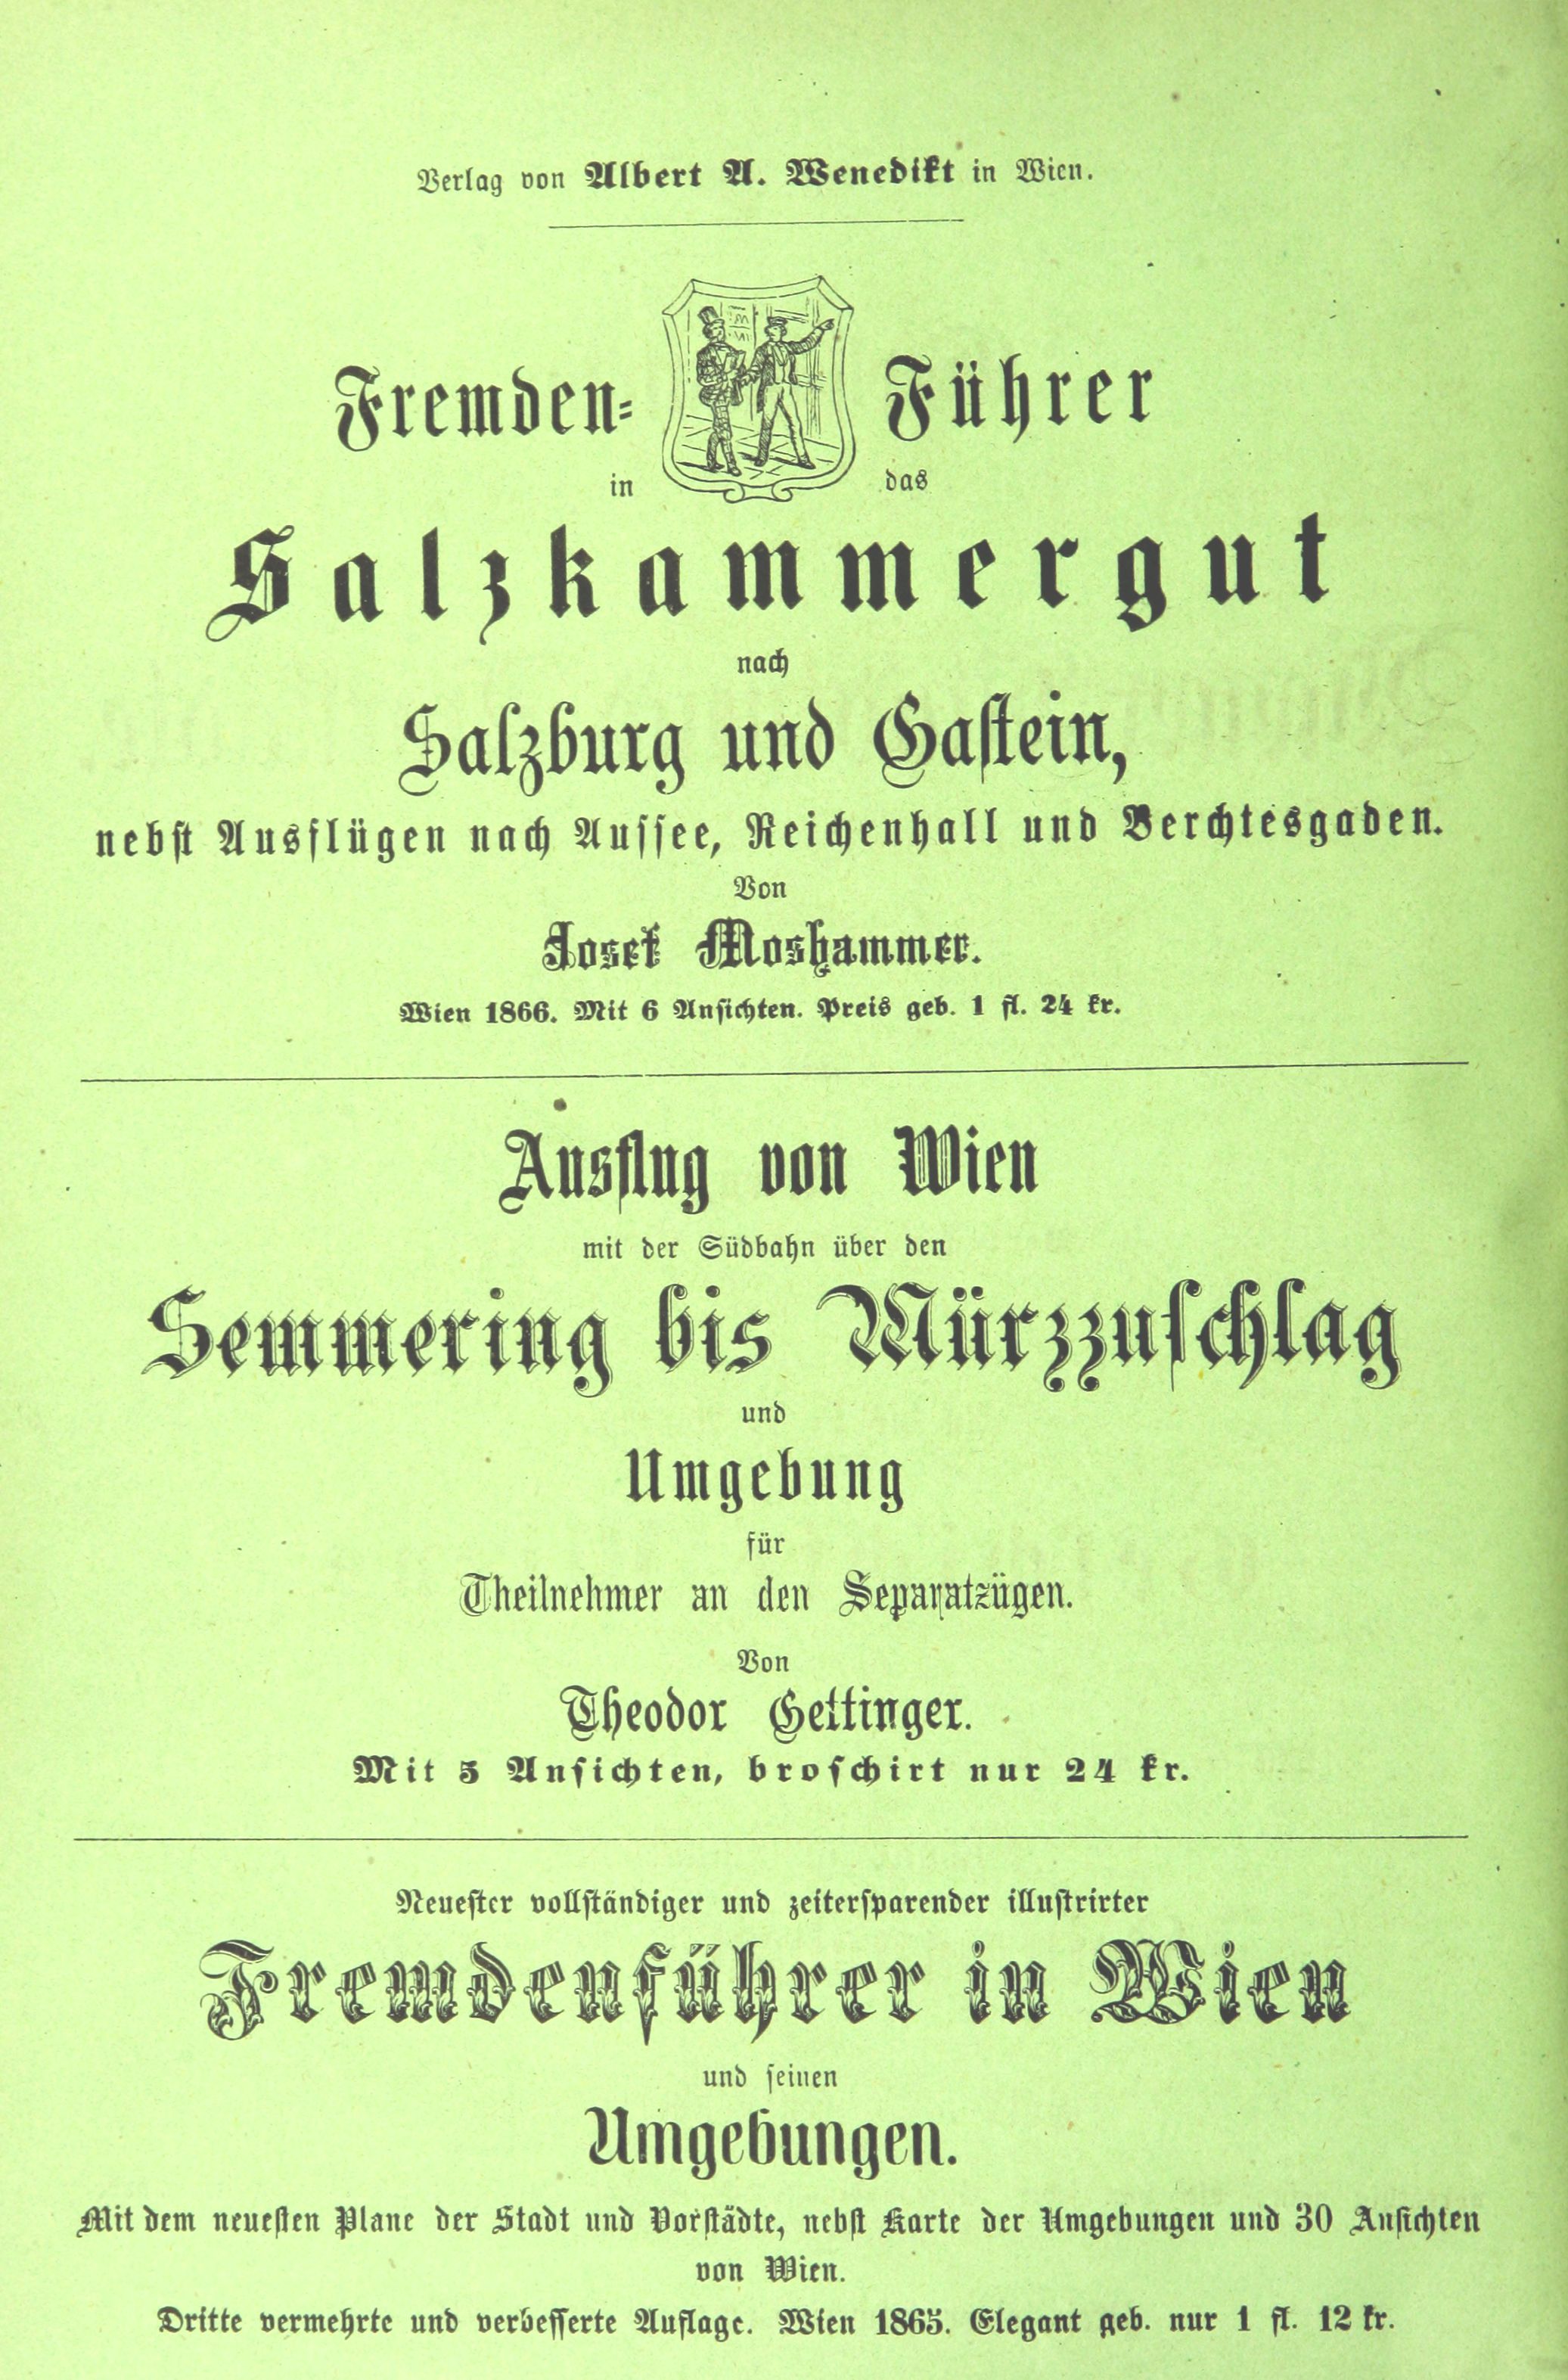 Verlag von Albert A. Wenedikt in Wien.
Fremden- Führer
in das
Salzkammergut
nach
Salzburg und Gastein,
nebst Ausflügen nach Aussee, Reichenhall und Berchtesgaden.
Von
Josef Moshammer.
Wien 1866. Mit 6 Ansichten. Preis geb. 1 fl. 24 kr.
Ausflug von Wien
mit der Südbahn über den
Semmering bis Mürzzuschlag
und
Umgebung
für
Theilnehmer an den Separatzügen.
Von
Theodor Gettinger.
Mit 5 Ansichten, broschirt nur 24 kr.
Neuester vollständiger und zeitersparender illustrirter
Fremdenführer in Wien
und seinen
Umgebungen.
Mit dem neuesten Plane der Stadt und Vorstädte, nebst Karte der Umgebungen und 30 Ansichten
von Wien.
Dritte vermehrte und verbesserte Auflage. Wien 1865. Elegant geb. nur 1 fl. 12 kr.